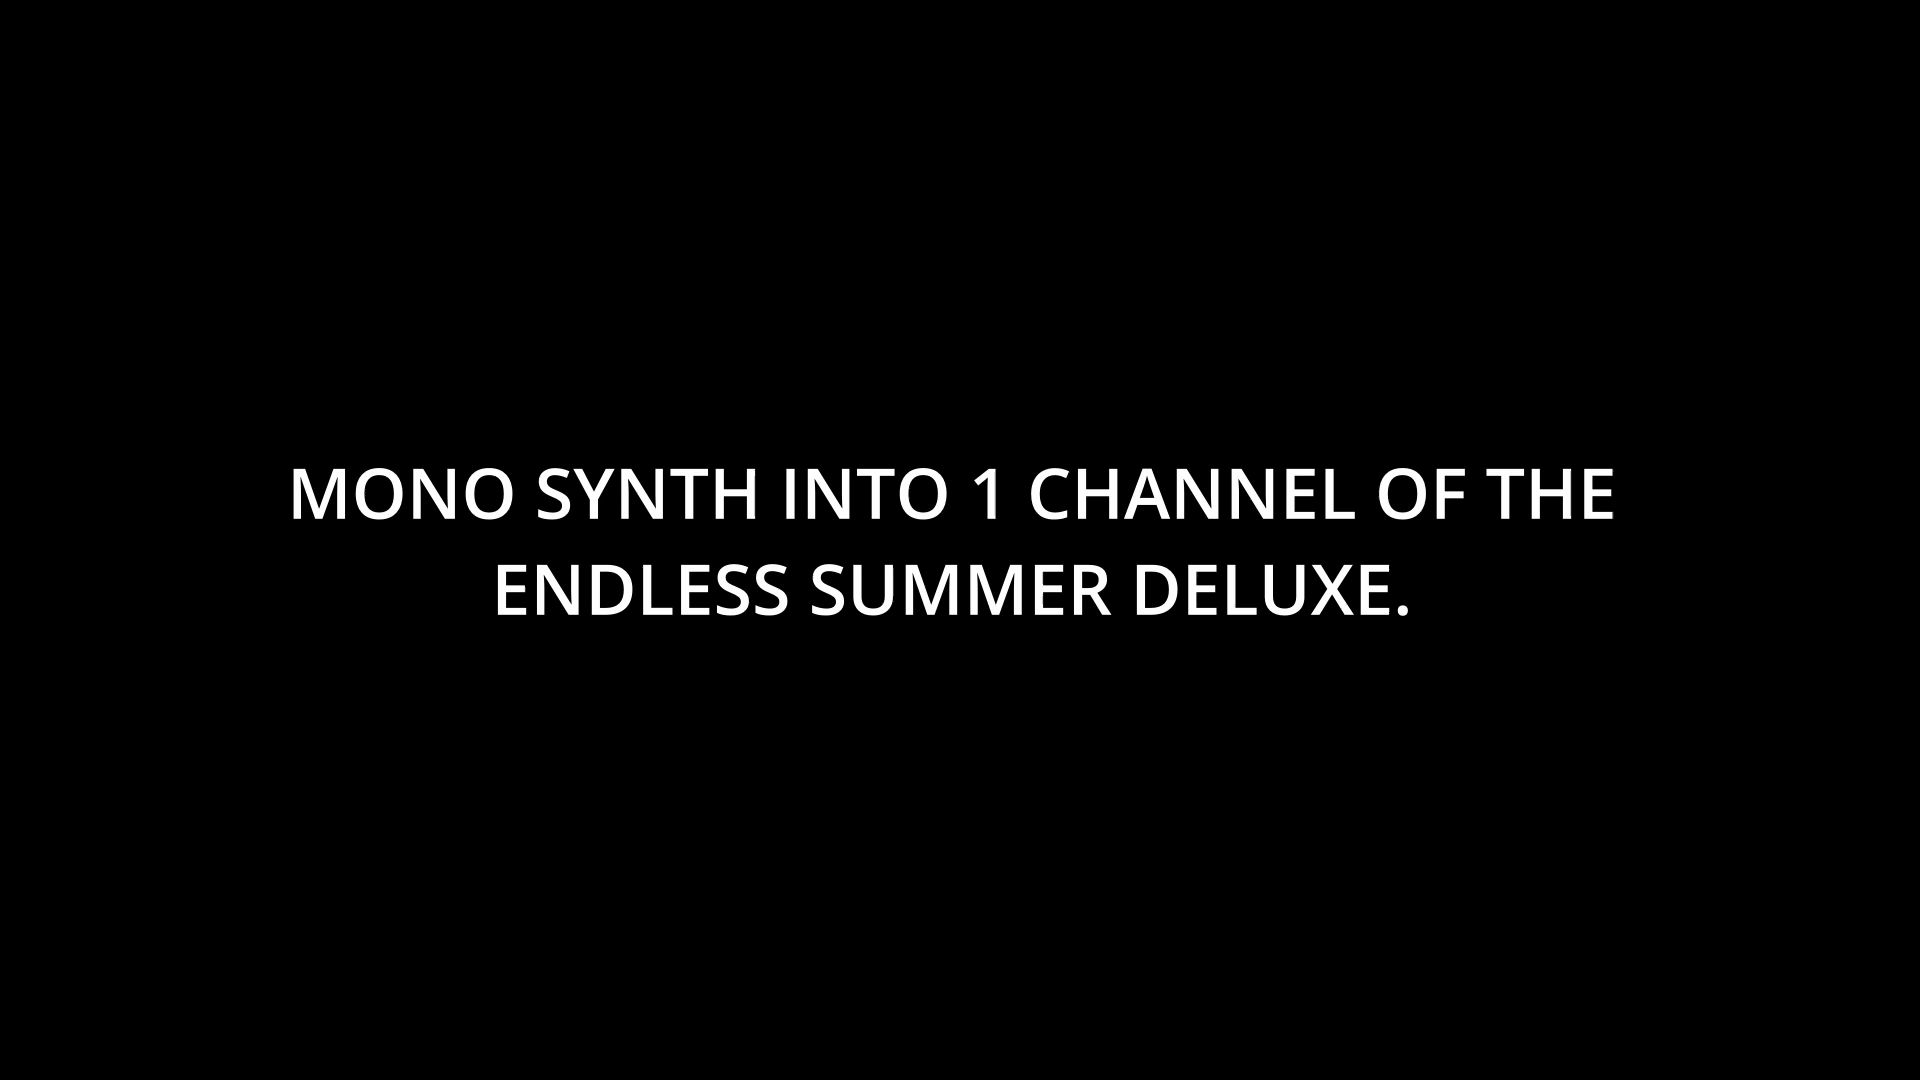 MONO SYNTH INTO 1 CHANNEL OF THE
ENDLESS SUMMER DELUXE.